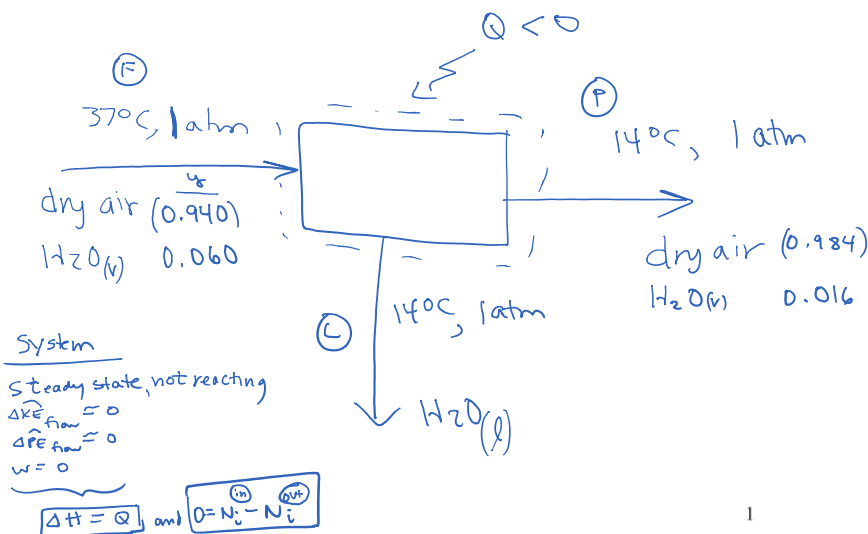 Q < 0
F
37°C, 1 atm
y
dry air (0.940)
H2O(v) 0.060
P
14°C, 1 atm
dry air (0.984)
H2O(v) 0.016
L
14°C, 1 atm
H2O(l)
System
Steady state, not reacting
ΔKE flow = 0
ΔPE flow = 0
w = 0
ΔH = Q, and 0 = Ni in - Ni out
1